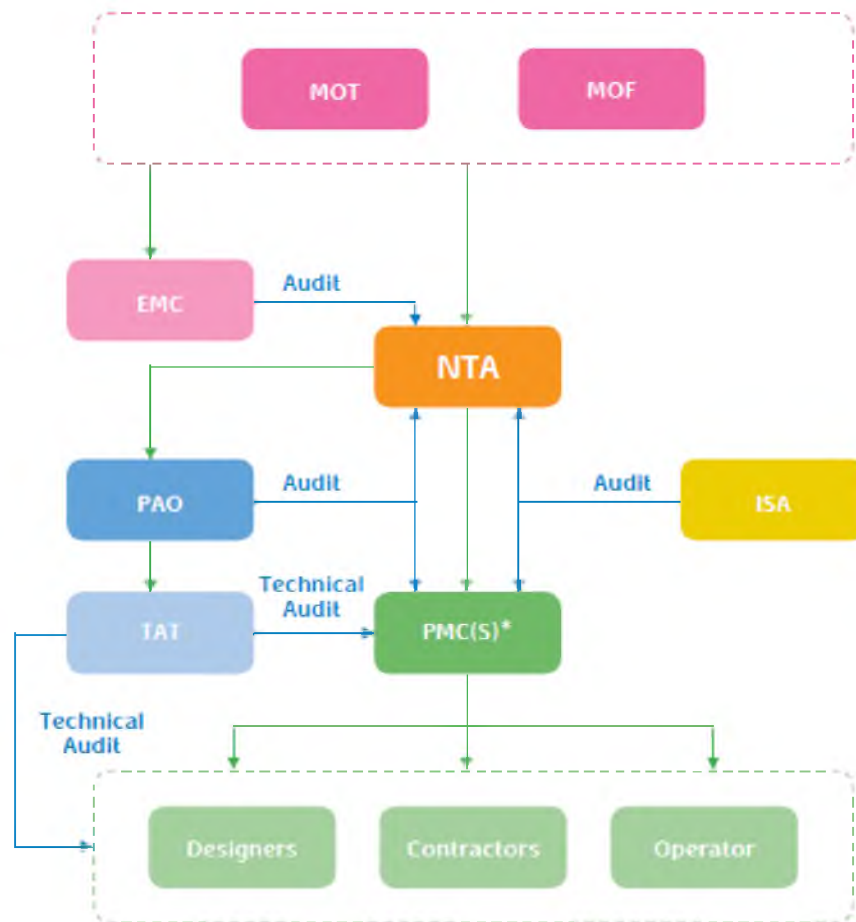 MOT
MOF
EMC
Audit
NTA
PAO
Audit
Audit
ISA
TAT
Technical
Audit
PMC(S)*
Technical
Audit
Designers
Contractors
Operator